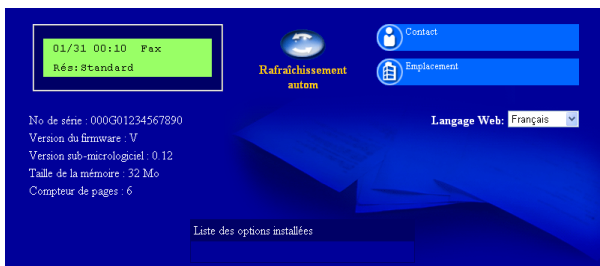 01/31 00:10 Fax
Rés:Standard
Rafraîchissement
autom
Contact
Emplacement
No de série : 000G01234567890
Version du firmware : V
Version sub-micrologiciel : 0.12
Taille de la mémoire : 32 Mo
Compteur de pages : 6
Langage Web: Français
Liste des options installées